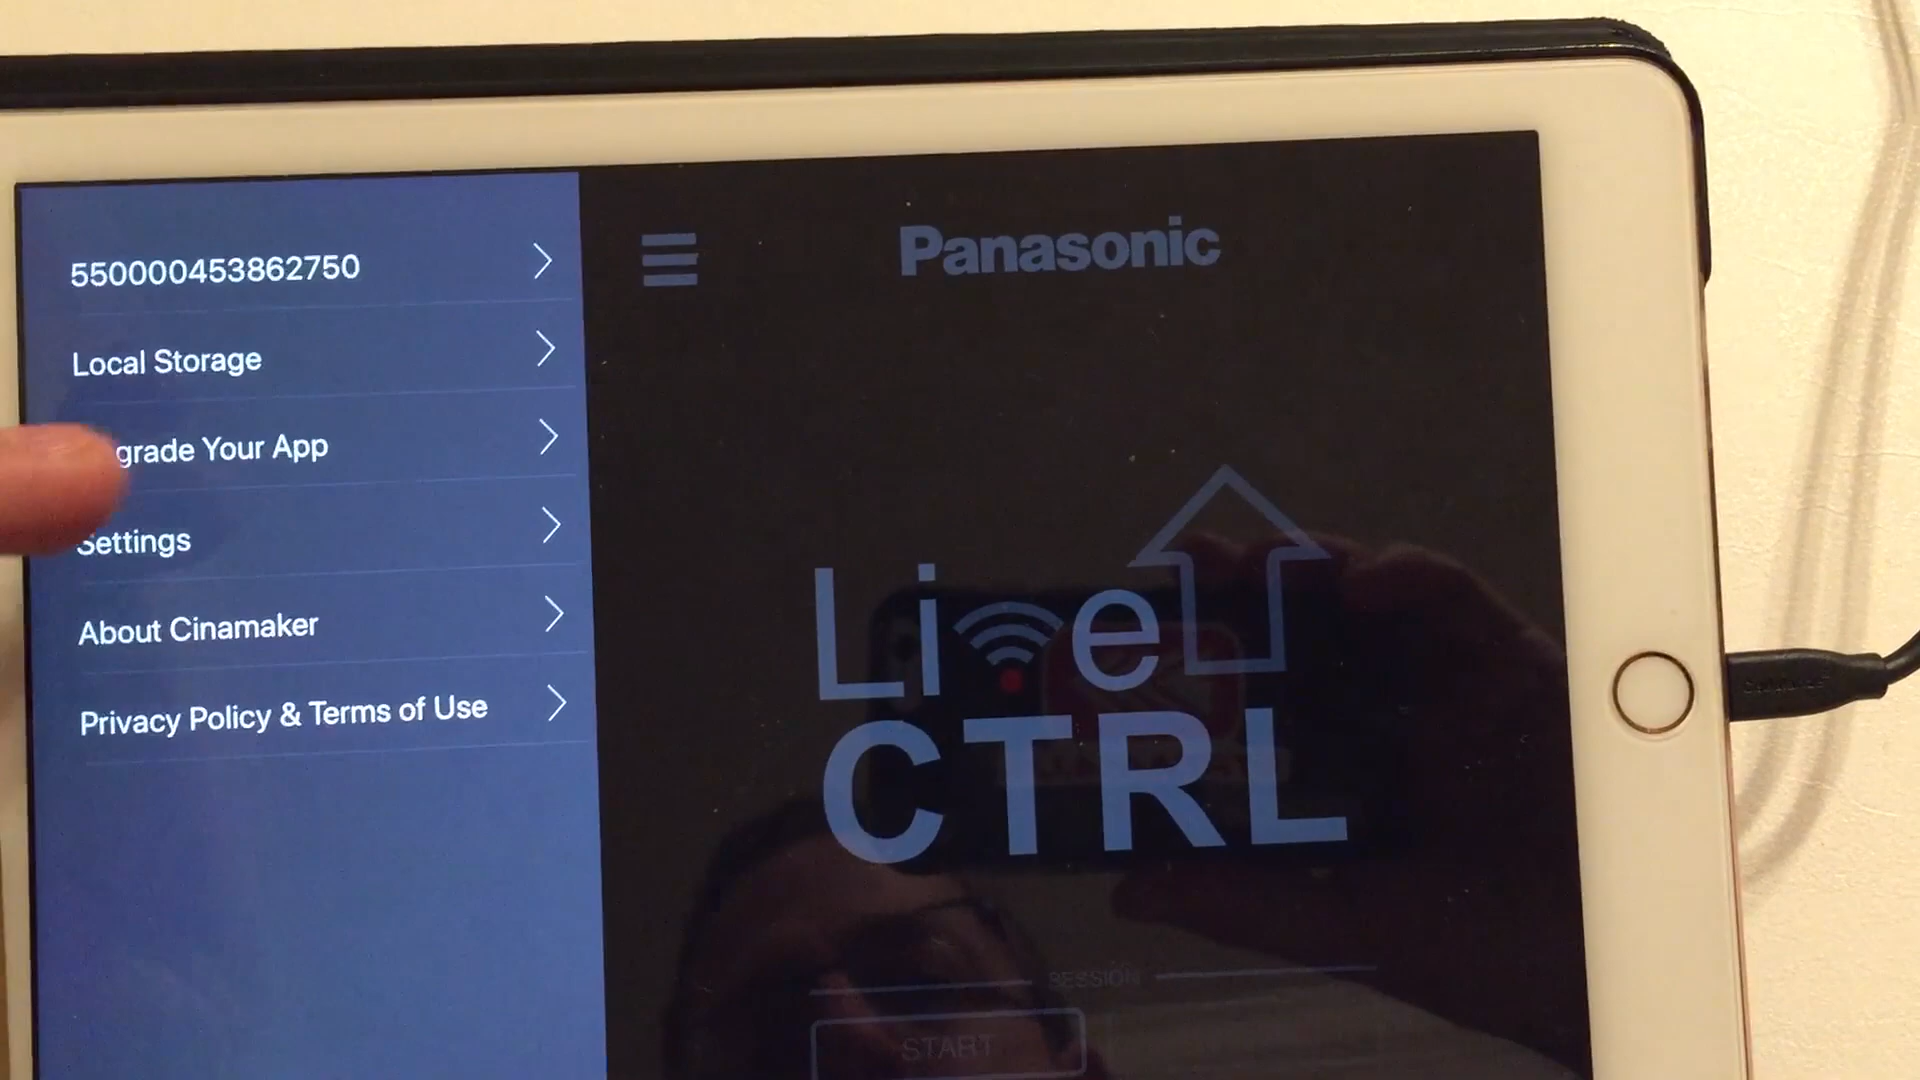 550000453862750
Local Storage
grade Your App
Settings
About Cinamaker
Privacy Policy & Terms of Use
Panasonic
Live
CTRL
SESSION
START